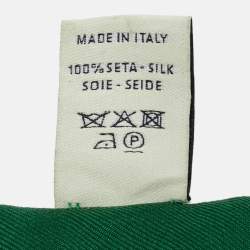 MADE IN ITALY
100% SETA - SILK
SOIE - SEIDE
P